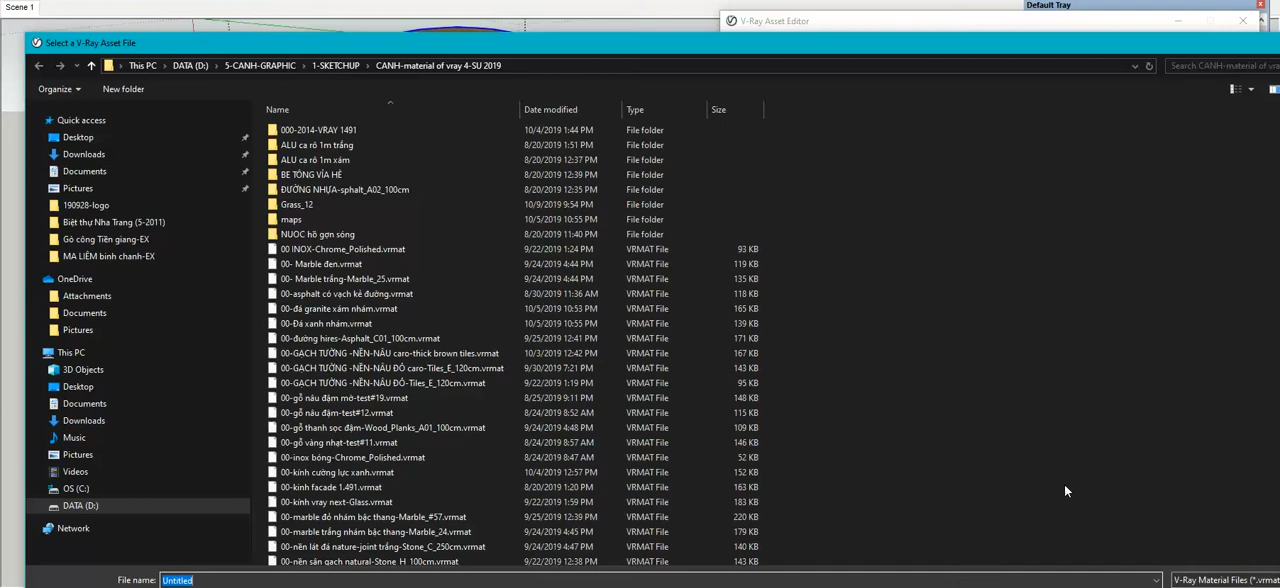 Scene 1
Default Tray
V-Ray Asset Editor
Select a V-Ray Asset File
This PC > DATA (D:) > 5-CANH-GRAPHIC > 1-SKETCHUP > CANH-material of vray 4-SU 2019
Search CANH-material of vra
Organize
New folder
Name Date modified Type Size
Quick access
Desktop
Downloads
Documents
Pictures
190928-logo
Biệt thự Nha Trang (5-2011)
Gò công Tiền giang-EX
MA LIÊM binh chanh-EX
OneDrive
Attachments
Documents
Pictures
This PC
3D Objects
Desktop
Documents
Downloads
Music
Pictures
Videos
OS (C:)
DATA (D:)
Network
000-2014-VRAY 1491 10/4/2019 1:44 PM File folder
ALU ca rô 1m trắng 8/20/2019 1:51 PM File folder
ALU ca rô 1m xám 8/20/2019 12:37 PM File folder
BE TÔNG VỈA HÈ 8/20/2019 12:39 PM File folder
ĐƯỜNG NHỰA-sphalt_A02_100cm 8/20/2019 12:35 PM File folder
Grass_12 10/9/2019 9:54 PM File folder
maps 10/5/2019 10:55 PM File folder
NUOC hồ gợn sóng 8/20/2019 11:40 PM File folder
00 INOX-Chrome_Polished.vrmat 9/22/2019 1:24 PM VRMAT File 93 KB
00- Marble đen.vrmat 9/24/2019 4:44 PM VRMAT File 119 KB
00- Marble trắng-Marble_25.vrmat 9/24/2019 4:44 PM VRMAT File 135 KB
00-asphalt có vạch kẻ đường.vrmat 8/30/2019 11:36 AM VRMAT File 118 KB
00-đá granite xám nhám.vrmat 10/5/2019 10:53 PM VRMAT File 165 KB
00-Đá xanh nhám.vrmat 10/5/2019 10:55 PM VRMAT File 139 KB
00-đường hires-Asphalt_C01_100cm.vrmat 9/25/2019 12:41 PM VRMAT File 171 KB
00-GẠCH TƯỜNG -NỀN-NÂU caro-thick brown tiles.vrmat 10/3/2019 12:42 PM VRMAT File 167 KB
00-GẠCH TƯỜNG -NỀN-NÂU ĐỎ caro-Tiles_E_120cm.vrmat 9/30/2019 7:21 PM VRMAT File 143 KB
00-GẠCH TƯỜNG -NỀN-NÂU ĐỎ-Tiles_E_120cm.vrmat 9/22/2019 1:19 PM VRMAT File 95 KB
00-gỗ nâu đậm mờ-test#19.vrmat 8/25/2019 9:11 PM VRMAT File 148 KB
00-gỗ nâu đậm-test#12.vrmat 8/24/2019 8:52 AM VRMAT File 115 KB
00-gỗ thanh sọc đậm-Wood_Planks_A01_100cm.vrmat 9/24/2019 4:48 PM VRMAT File 109 KB
00-gỗ vàng nhạt-test#11.vrmat 8/24/2019 8:57 AM VRMAT File 146 KB
00-inox bóng-Chrome_Polished.vrmat 8/24/2019 8:47 AM VRMAT File 52 KB
00-kính cường lực xanh.vrmat 10/4/2019 12:57 PM VRMAT File 152 KB
00-kính facade 1.491.vrmat 8/20/2019 1:20 PM VRMAT File 163 KB
00-kính vray next-Glass.vrmat 9/22/2019 1:59 PM VRMAT File 183 KB
00-marble đỏ nhám bậc thang-Marble_#57.vrmat 9/25/2019 12:39 PM VRMAT File 220 KB
00-marble trắng nhám bậc thang-Marble_24.vrmat 9/24/2019 4:45 PM VRMAT File 179 KB
00-nền lát đá nature-joint trắng-Stone_C_250cm.vrmat 9/24/2019 4:47 PM VRMAT File 140 KB
00-nền sân gạch natural-Stone_H_100cm.vrmat 9/22/2019 12:38 PM VRMAT File 143 KB
File name: Untitled
V-Ray Material Files (*.vrmat